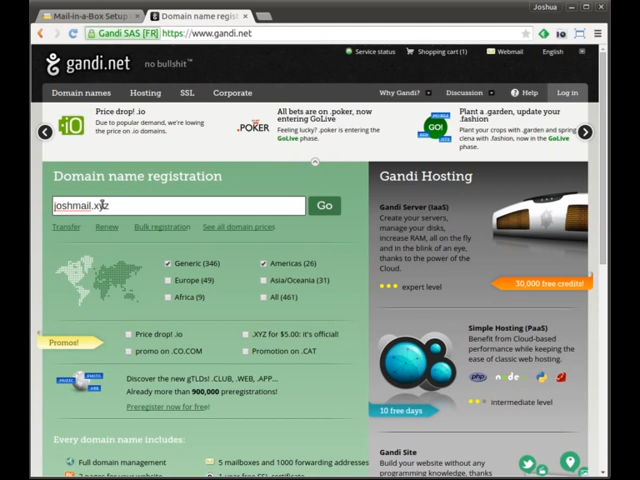 Joshua
Mail-in-a-Box Setup
Domain name regist
Gandi SAS [FR] https://www.gandi.net
Service status
Shopping cart (1)
Webmail
English
gandi.net
no bullshit™
Domain names
Hosting
SSL
Corporate
Why Gandi?
Discussion
Help
Log in
Price drop! .io
Due to popular demand, we're lowering
the price on .io domains.
.POKER
All bets are on .poker, now
entering GoLive
Feeling lucky? .poker is entering the
GoLive phase.
GO!
Plant a .garden, update your
.fashion
Plant your crops with .garden and spring
clena with .fashion, now in the GoLive
phase.
Domain name registration
joshmail.xyz
Go
Transfer
Renew
Bulk registration
See all domain prices
Generic (346)
Americas (26)
Europe (49)
Asia/Oceania (31)
Africa (9)
All (461)
Promos!
Price drop! .io
.XYZ for $5.00: it's official!
promo on .CO.COM
Promotion on .CAT
Discover the new gTLDs! .CLUB, .WEB, .APP...
Already more than 900,000 preregistrations!
Preregister now for free!
Every domain name includes:
Full domain management
5 mailboxes and 1000 forwarding addresses
Gandi Hosting
Gandi Server (IaaS)
Create your servers,
manage your disks,
increase RAM, all on the fly
and in the blink of an eye,
thanks to the power of the
Cloud.
expert level
30,000 free credits!
Simple Hosting (PaaS)
Benefit from Cloud-based
performance while keeping the
ease of classic web hosting.
php
node
intermediate level
10 free days
Gandi Site
Build your website without any